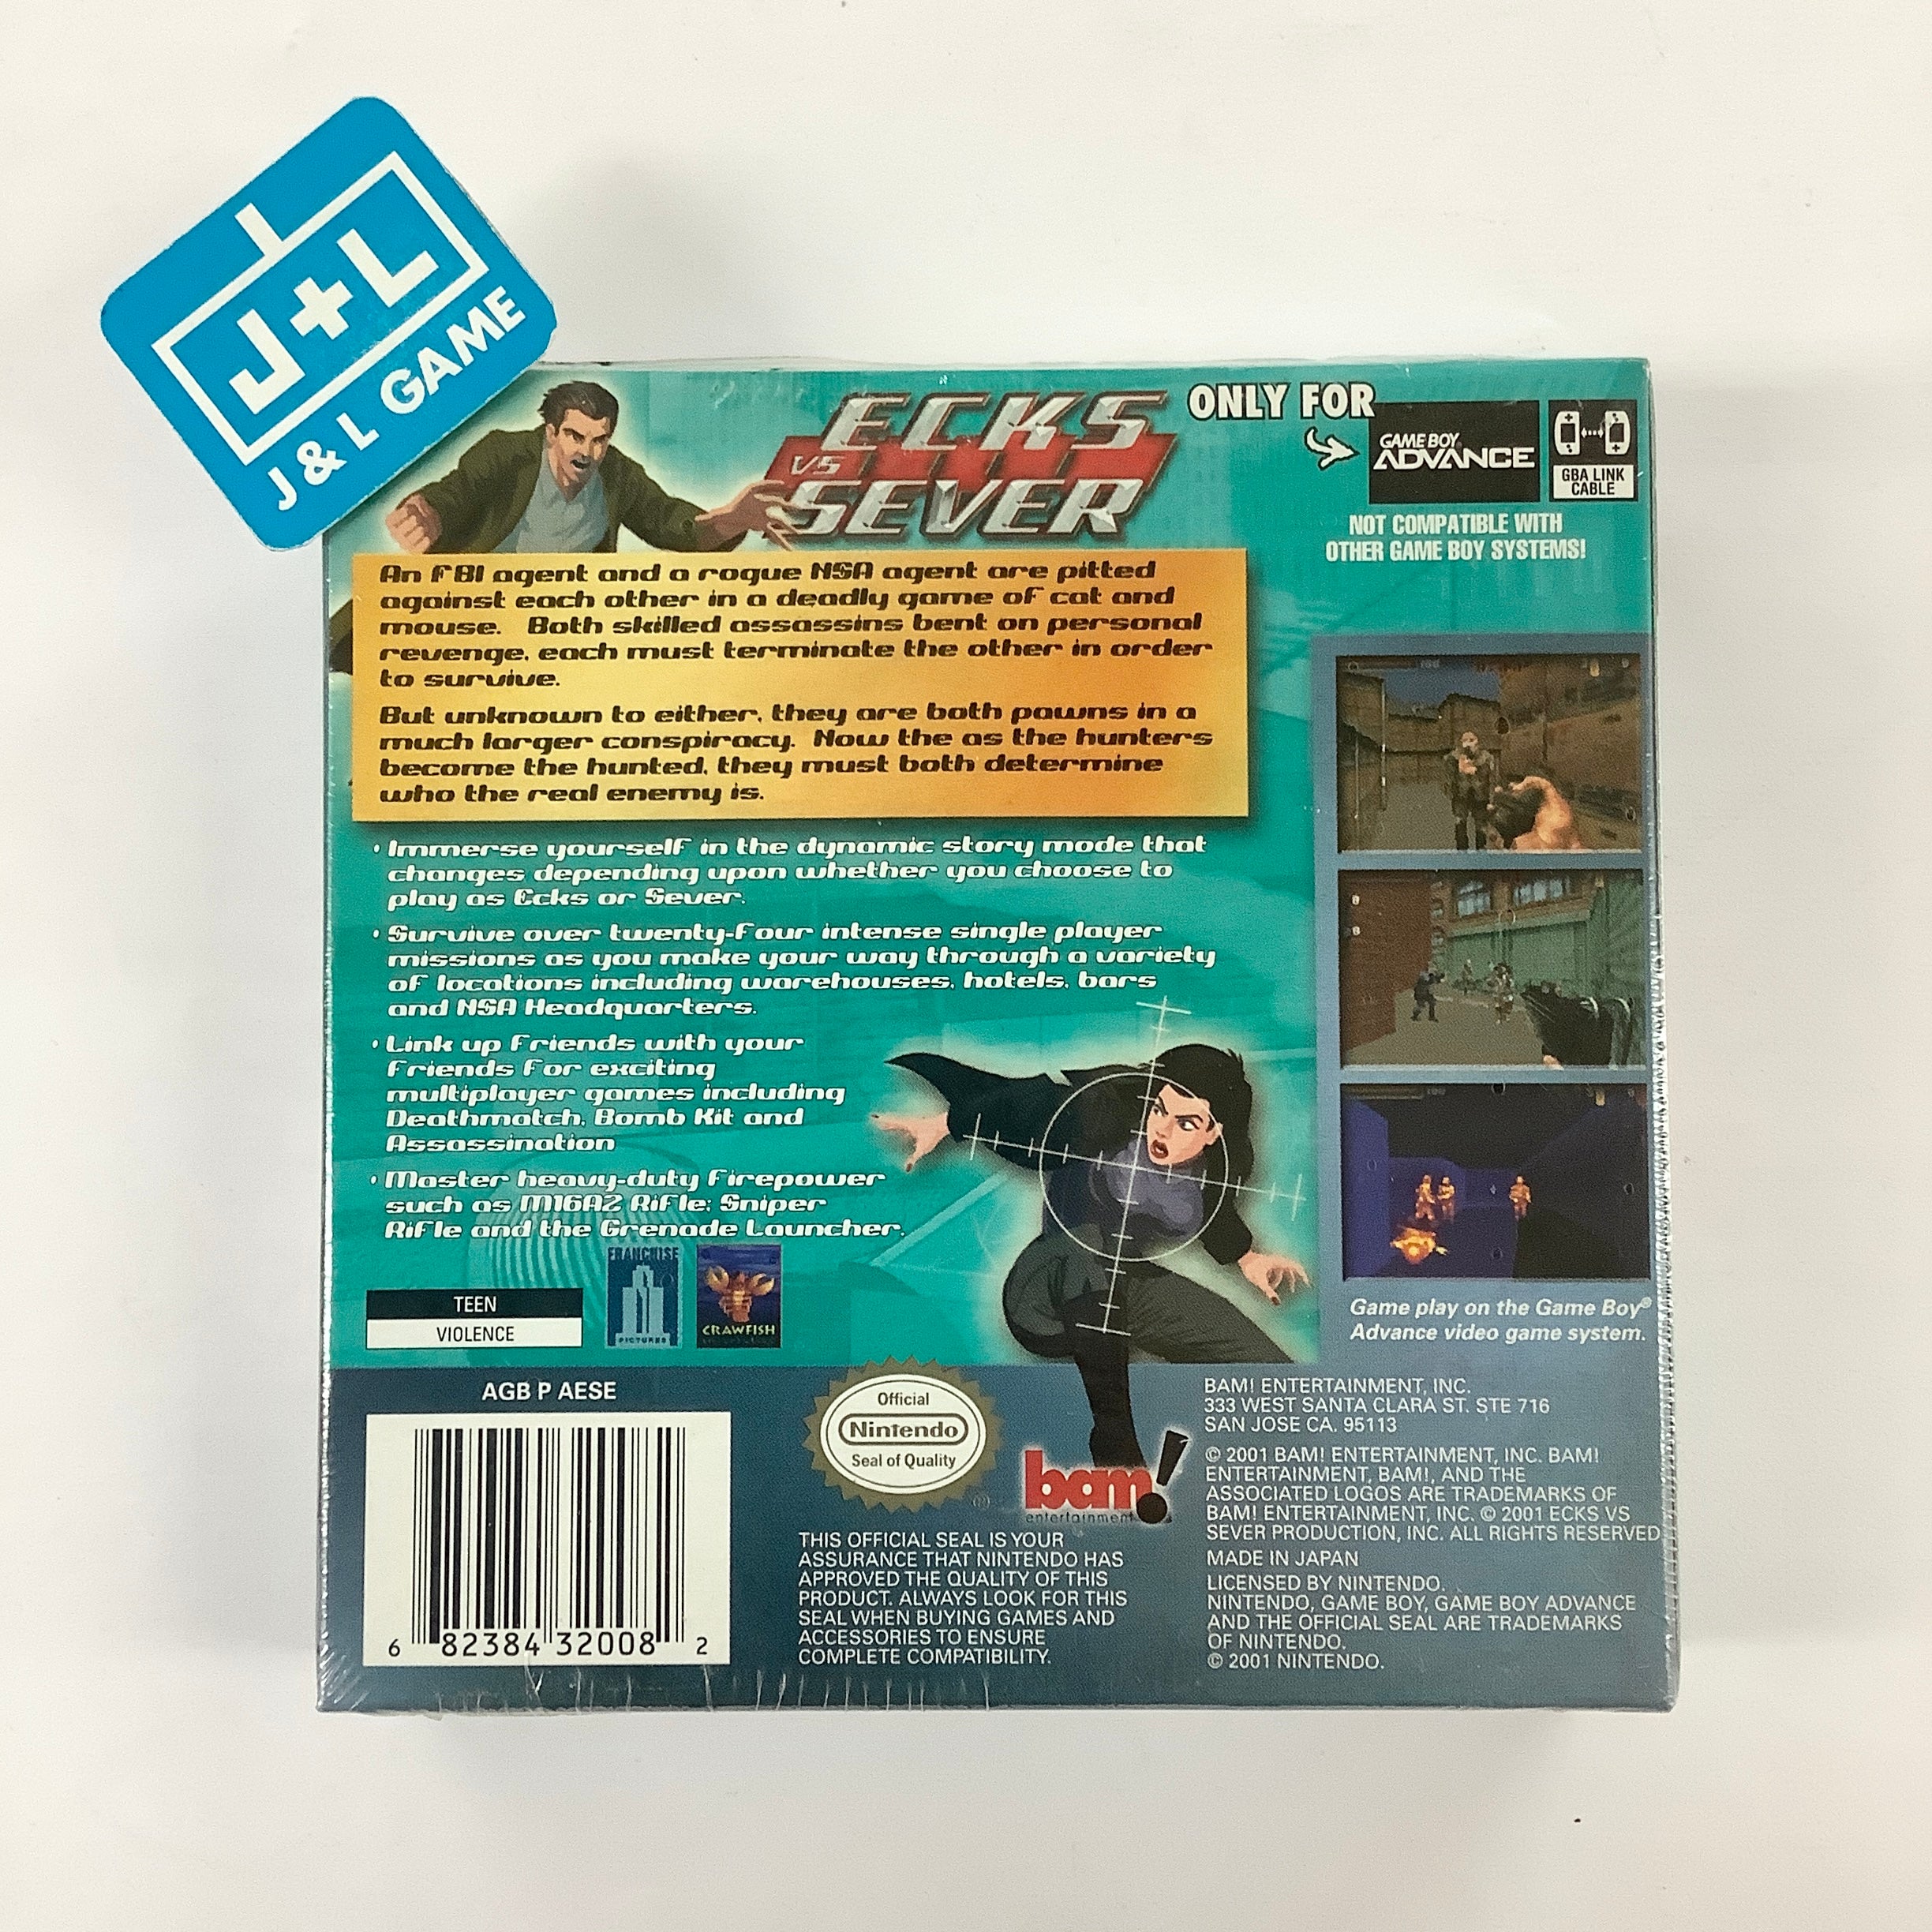 J+L
J & L GAME
ECKS
VS
SEVER
ONLY FOR
GAME BOY
ADVANCE
GBA LINK
CABLE
NOT COMPATIBLE WITH
OTHER GAME BOY SYSTEMS!
An FBI agent and a rogue NSA agent are pitted
against each other in a deadly game of cat and
mouse. Both skilled assassins bent on personal
revenge, each must terminate the other in order
to survive.
But unknown to either, they are both pawns in a
much larger conspiracy. Now the as the hunters
become the hunted, they must both determine
who the real enemy is.
• Immerse yourself in the dynamic story mode that
changes depending upon whether you choose to
play as Ecks or Sever.
• Survive over twenty-four intense single player
missions as you make your way through a variety
of locations including warehouses, hotels, bars
and NSA Headquarters.
• Link up friends with your
friends for exciting
multiplayer games including
Deathmatch, Bomb Kit and
Assassination
• Master heavy-duty firepower
such as M16A2 Rifle; Sniper
Rifle and the Grenade Launcher.
Game play on the Game Boy®
Advance video game system.
TEEN
VIOLENCE
FRANCHISE
PICTURES
CRAWFISH
AGB P AESE
6 82384 32008 2
Official
Nintendo
Seal of Quality
®
THIS OFFICIAL SEAL IS YOUR
ASSURANCE THAT NINTENDO HAS
APPROVED THE QUALITY OF THIS
PRODUCT. ALWAYS LOOK FOR THIS
SEAL WHEN BUYING GAMES AND
ACCESSORIES TO ENSURE
COMPLETE COMPATIBILITY.
bam!
entertainment
BAM! ENTERTAINMENT, INC.
333 WEST SANTA CLARA ST. STE 716
SAN JOSE CA. 95113
© 2001 BAM! ENTERTAINMENT, INC. BAM!
ENTERTAINMENT, BAM!, AND THE
ASSOCIATED LOGOS ARE TRADEMARKS OF
BAM! ENTERTAINMENT, INC. © 2001 ECKS VS
SEVER PRODUCTION, INC. ALL RIGHTS RESERVED
MADE IN JAPAN
LICENSED BY NINTENDO.
NINTENDO, GAME BOY, GAME BOY ADVANCE
AND THE OFFICIAL SEAL ARE TRADEMARKS
OF NINTENDO.
© 2001 NINTENDO.